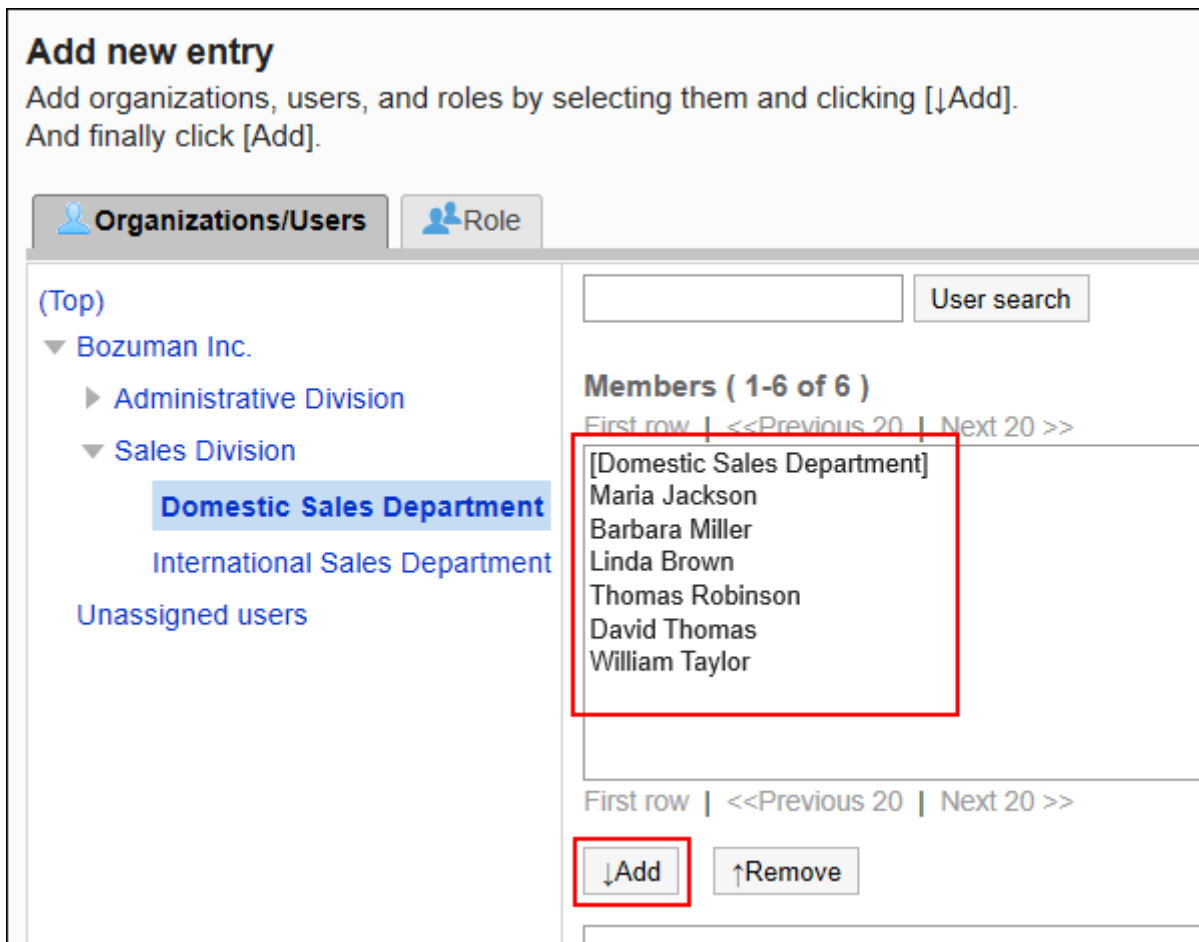 Add new entry
Add organizations, users, and roles by selecting them and clicking [↓Add].
And finally click [Add].
Organizations/Users
Role
(Top)
Bozuman Inc.
Administrative Division
Sales Division
Domestic Sales Department
International Sales Department
Unassigned users
User search
Members ( 1-6 of 6 )
First row | <<Previous 20 | Next 20 >>
[Domestic Sales Department]
Maria Jackson
Barbara Miller
Linda Brown
Thomas Robinson
David Thomas
William Taylor
First row | <<Previous 20 | Next 20 >>
↓Add
↑Remove